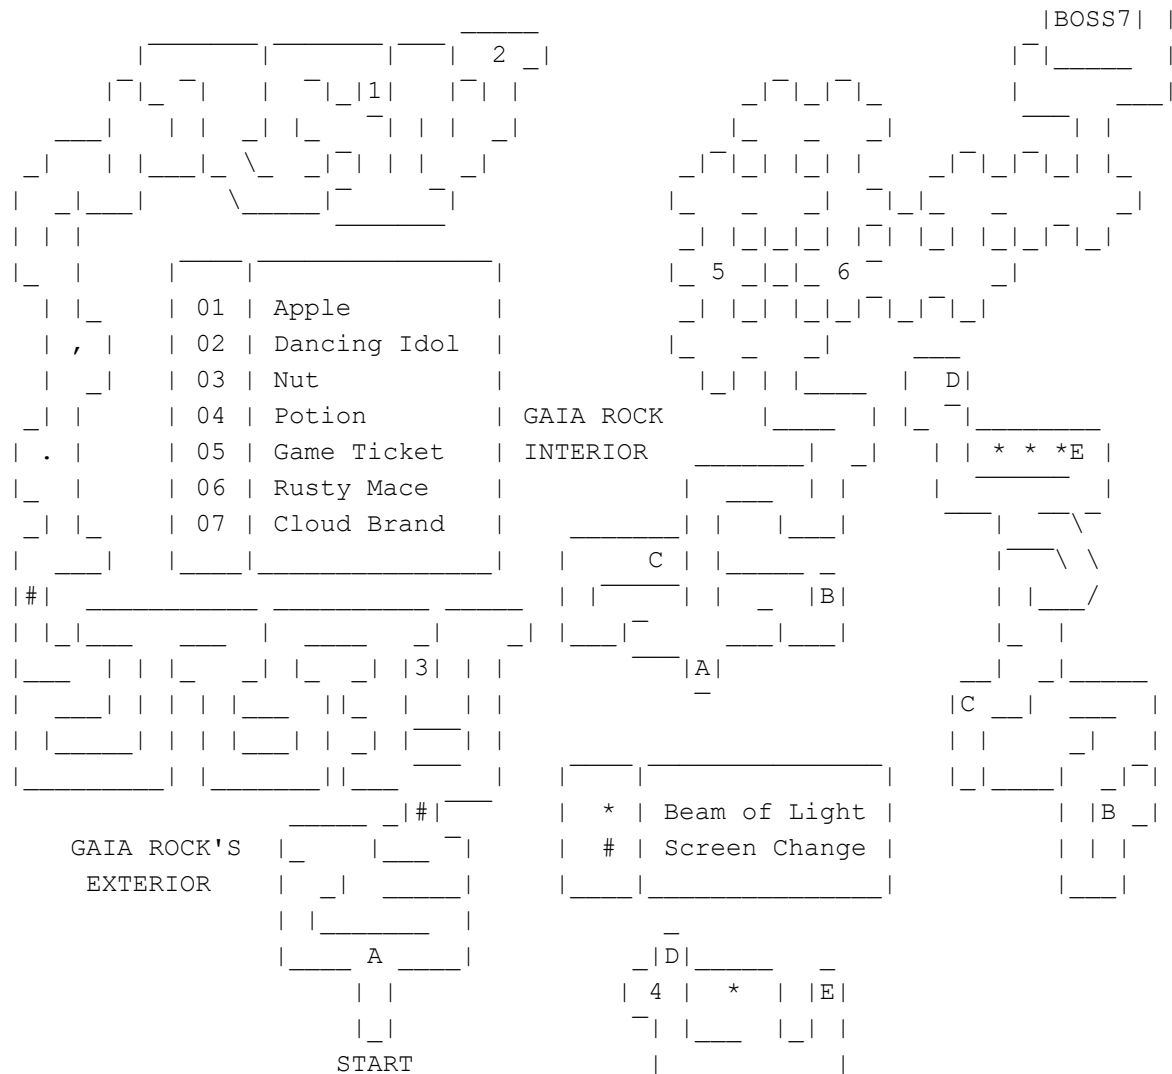 BOSS7
2
1
5 6
01 Apple
02 Dancing Idol
03 Nut
04 Potion
05 Game Ticket
06 Rusty Mace
07 Cloud Brand
GAIA ROCK
INTERIOR
D
* * *E
C
B
#
3
A
C
B
* Beam of Light
# Screen Change
#
GAIA ROCK'S
EXTERIOR
A
START
D
4 * E